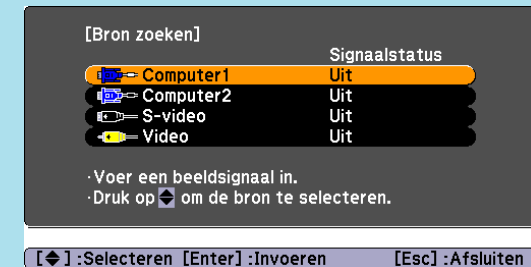 [Bron zoeken]
Signaalstatus
Computer1 Uit
Computer2 Uit
S-video Uit
Video Uit
·Voer een beeldsignaal in.
·Druk op om de bron te selecteren.
[ ] :Selecteren [Enter] :Invoeren [Esc] :Afsluiten